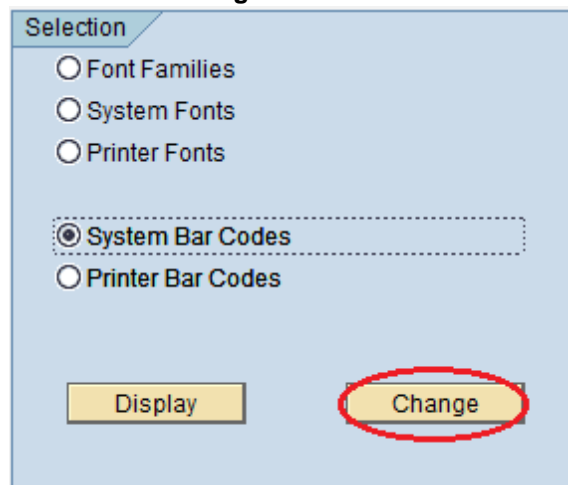 Selection
Font Families
System Fonts
Printer Fonts
System Bar Codes
Printer Bar Codes
Display
Change